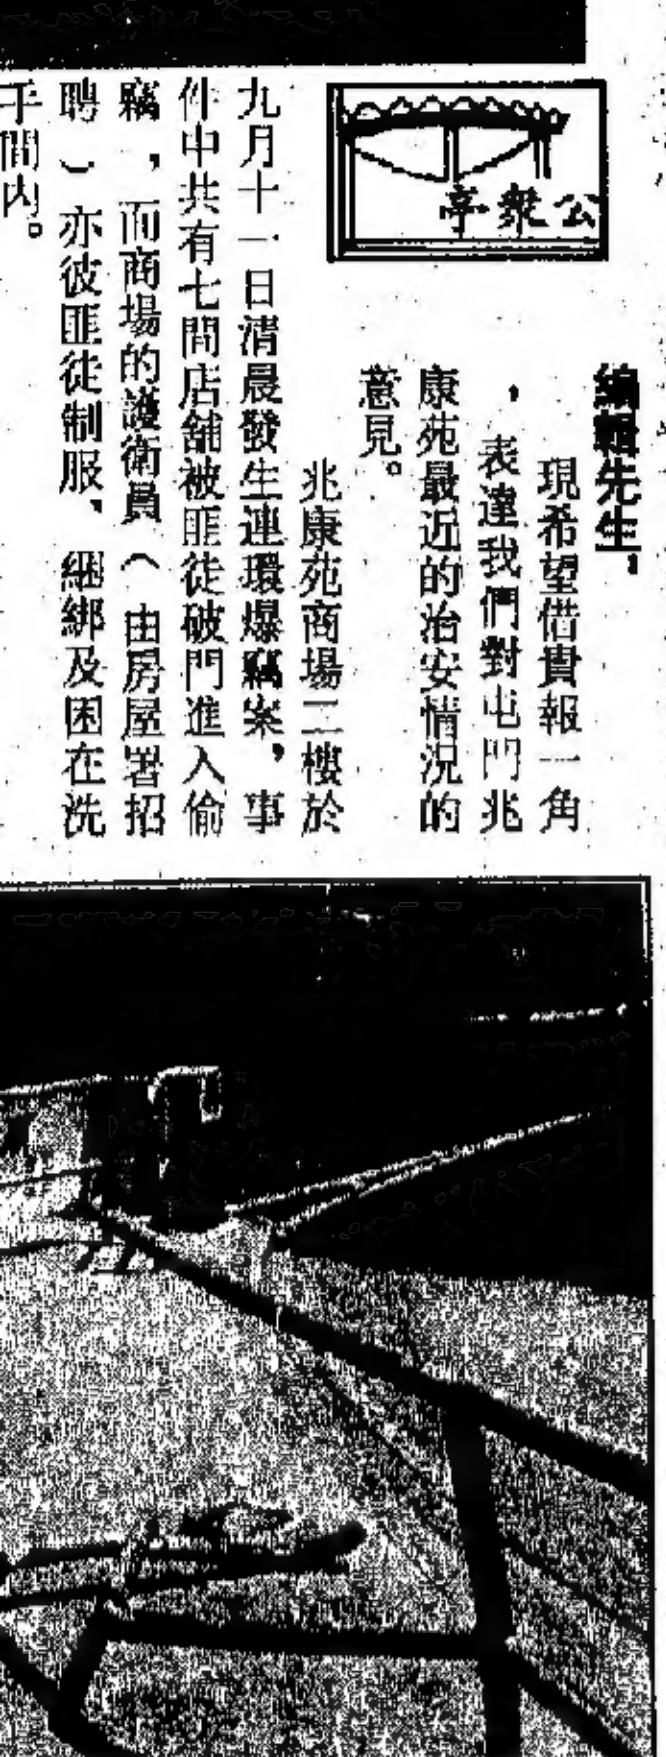 公衆亭
編輯先生，
現希望借貴報一角
，表達我們對屯門兆
康苑最近的治安情況的
意見。
兆康苑商場二樓於
九月十一日清晨發生連環爆竊案，事
件中共有七間店舖被匪徒破門進入偷
竊，而商場的護衛員（由房屋署招
聘）亦彼匪徒制服、綑綁及困在洗
手間內。